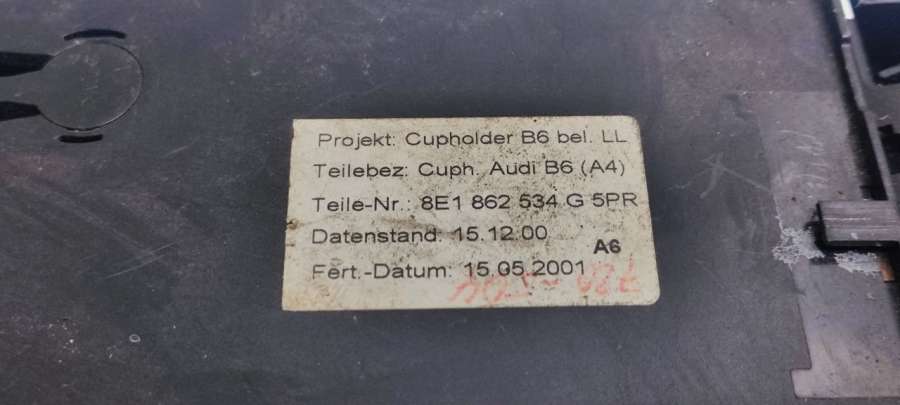 Projekt: Cupholder B6 bel. LL
Teilebez: Cuph. Audi B6 (A4)
Teile-Nr.: 8E1 862 534 G 5PR
Datenstand: 15.12.00
A6
Fert.-Datum: 15.05.2001